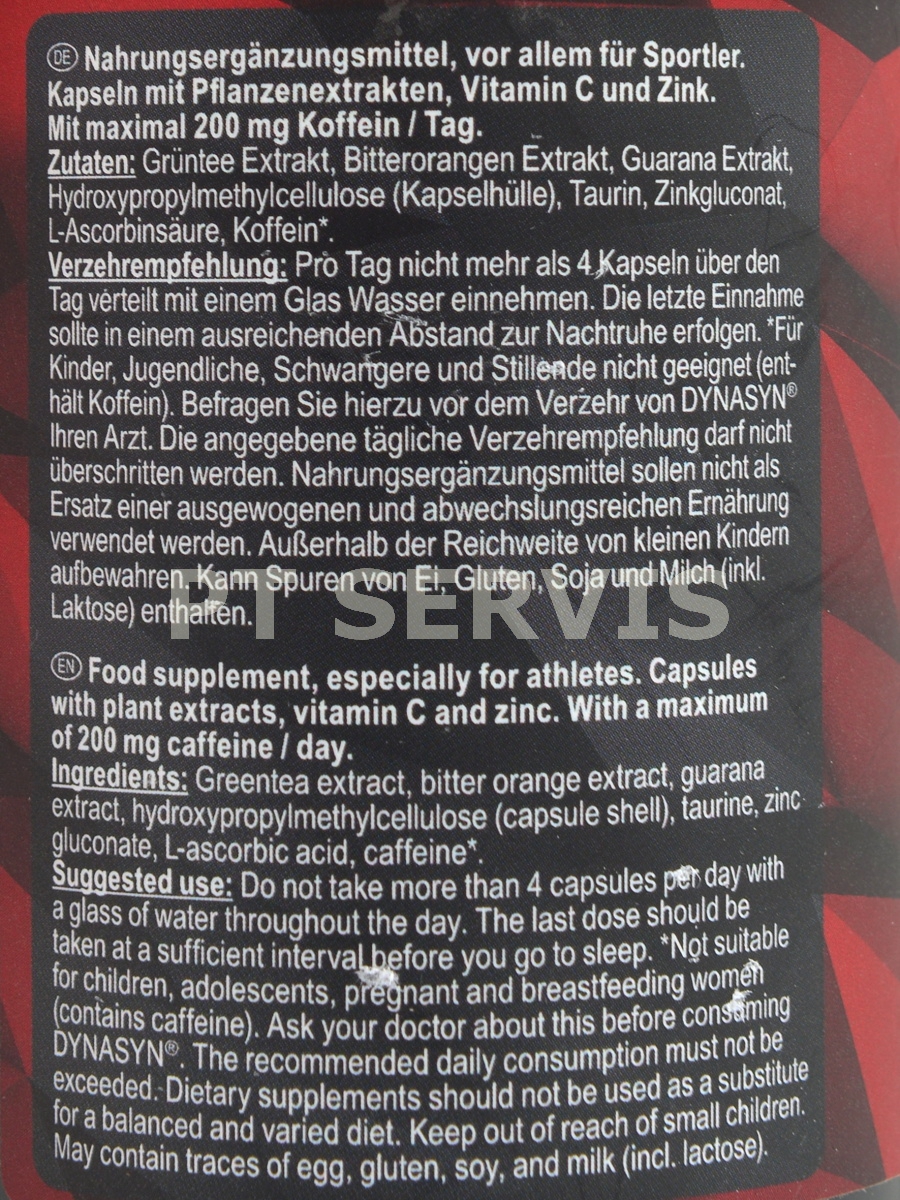 DE Nahrungsergänzungsmittel, vor allem für Sportler.
Kapseln mit Pflanzenextrakten, Vitamin C und Zink.
Mit maximal 200 mg Koffein / Tag.
Zutaten: Grüntee Extrakt, Bitterorangen Extrakt, Guarana Extrakt,
Hydroxypropylmethylcellulose (Kapselhülle), Taurin, Zinkgluconat,
L-Ascorbinsäure, Koffein*.
Verzehrempfehlung: Pro Tag nicht mehr als 4 Kapseln über den
Tag verteilt mit einem Glas Wasser einnehmen. Die letzte Einnahme
sollte in einem ausreichenden Abstand zur Nachtruhe erfolgen. *Für
Kinder, Jugendliche, Schwangere und Stillende nicht geeignet (ent-
hält Koffein). Befragen Sie hierzu vor dem Verzehr von DYNASYN®
Ihren Arzt. Die angegebene tägliche Verzehrempfehlung darf nicht
überschritten werden. Nahrungsergänzungsmittel sollen nicht als
Ersatz einer ausgewogenen und abwechslungsreichen Ernährung
verwendet werden. Außerhalb der Reichweite von kleinen Kindern
aufbewahren. Kann Spuren von Ei, Gluten, Soja und Milch (inkl.
Laktose) enthalten.
PT SERVIS
EN Food supplement, especially for athletes. Capsules
with plant extracts, vitamin C and zinc. With a maximum
of 200 mg caffeine / day.
Ingredients: Greentea extract, bitter orange extract, guarana
extract, hydroxypropylmethylcellulose (capsule shell), taurine, zinc
gluconate, L-ascorbic acid, caffeine*.
Suggested use: Do not take more than 4 capsules per day with
a glass of water throughout the day. The last dose should be
taken at a sufficient interval before you go to sleep. *Not suitable
for children, adolescents, pregnant and breastfeeding women
(contains caffeine). Ask your doctor about this before consuming
DYNASYN®. The recommended daily consumption must not be
exceeded. Dietary supplements should not be used as a substitute
for a balanced and varied diet. Keep out of reach of small children.
May contain traces of egg, gluten, soy, and milk (incl. lactose).